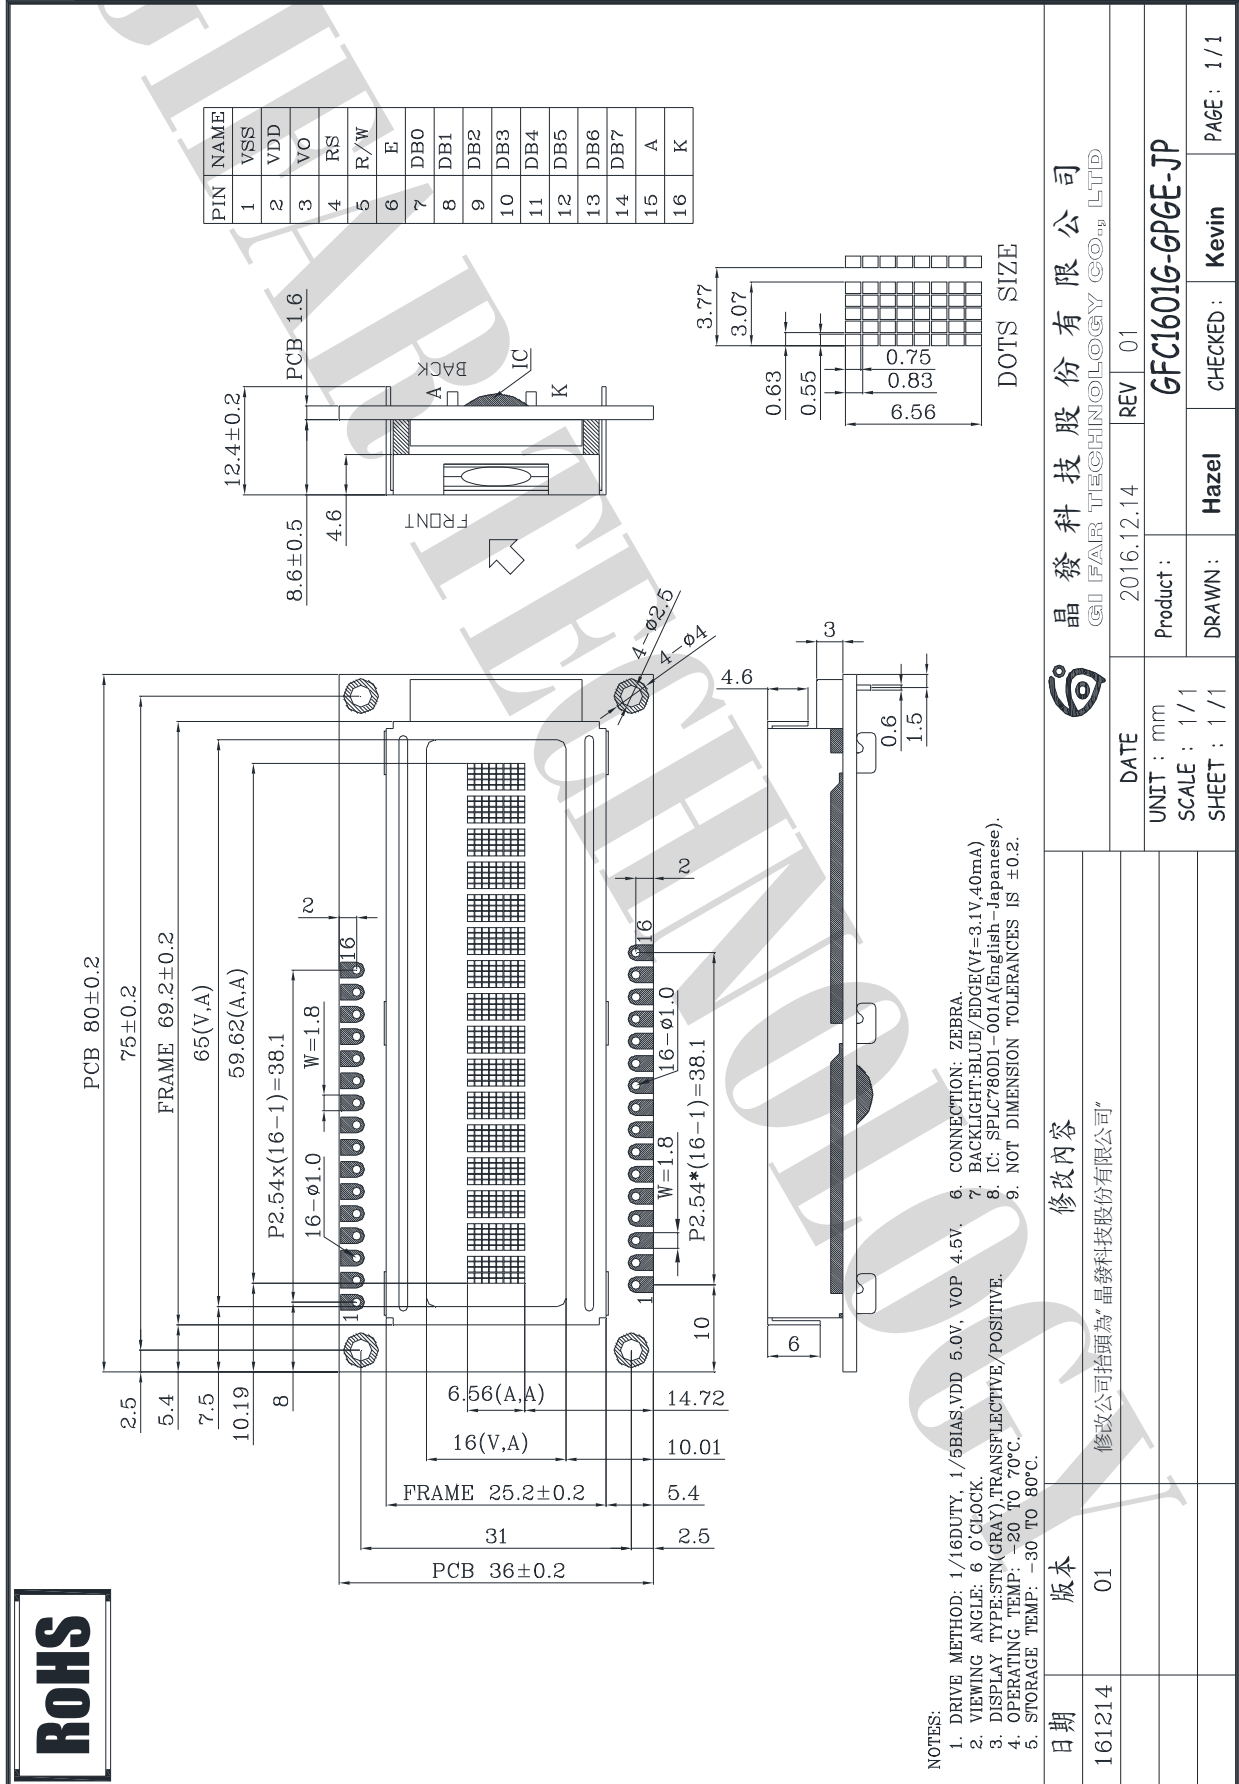 RoHS
PCB 80±0.2
75±0.2
FRAME 69.2±0.2
65(V,A)
59.62(A,A)
P2.54x(16-1)=38.1
16-ø1.0
W=1.8
2
2.5
5.4
7.5
10.19
8
1
16
1
16
2
16-ø1.0
W=1.8
P2.54*(16-1)=38.1
10
4-ø2.5
4-ø4
6.56(A,A)
14.72
16(V,A)
10.01
FRAME 25.2±0.2
5.4
31
2.5
PCB 36±0.2
12.4±0.2
PCB 1.6
8.6±0.5
4.6
FRONT
BACK
A
IC
K
4.6
3
0.6
1.5
6
PIN NAME
1 VSS
2 VDD
3 VO
4 RS
5 R/W
6 E
7 DB0
8 DB1
9 DB2
10 DB3
11 DB4
12 DB5
13 DB6
14 DB7
15 A
16 K
3.77
3.07
0.63
0.55
0.75
0.83
6.56
DOTS SIZE
NOTES:
1. DRIVE METHOD: 1/16DUTY, 1/5BIAS,VDD 5.0V, VOP 4.5V.
2. VIEWING ANGLE: 6 O'CLOCK.
3. DISPLAY TYPE:STN(GRAY),TRANSFLECTIVE/POSITIVE.
4. OPERATING TEMP: -20 TO 70°C.
5. STORAGE TEMP: -30 TO 80°C.
6. CONNECTION: ZEBRA.
7. BACKLIGHT:BLUE/EDGE(Vf=3.1V,40mA)
8. IC: SPLC780D1-001A(English-Japanese).
9. NOT DIMENSION TOLERANCES IS ±0.2.
日期 版本 修改內容
161214 01 修改公司抬頭為"晶發科技股份有限公司"
晶發科技股份有限公司
GI FAR TECHNOLOGY CO., LTD
DATE 2016.12.14 REV 01
UNIT : mm
SCALE : 1/1
SHEET : 1/1
Product : GFC1601G-GPGE-JP
DRAWN : Hazel CHECKED : Kevin PAGE : 1/1
GIFAR TECHNOLOGY